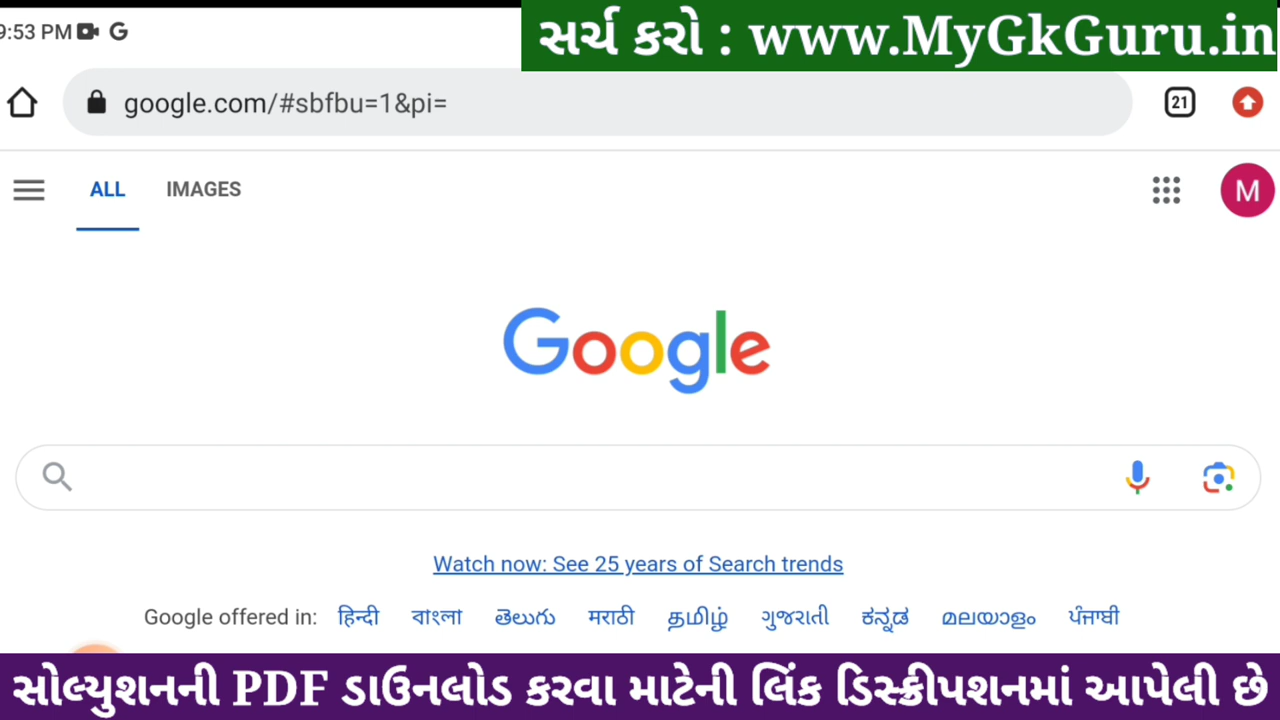 સર્ચ કરો : www.MyGkGuru.in
9:53 PM G
google.com/#sbfbu=1&pi=
21
ALL IMAGES
M
Google
Watch now: See 25 years of Search trends
Google offered in: हिन्दी বাংলা తెలుగు मराठी தமிழ் ગુજરાતી ಕನ್ನಡ മലയാളം ਪੰਜਾਬੀ
સોલ્યુશનની PDF ડાઉનલોડ કરવા માટેની લિંક ડિસ્ક્રીપશનમાં આપેલી છે